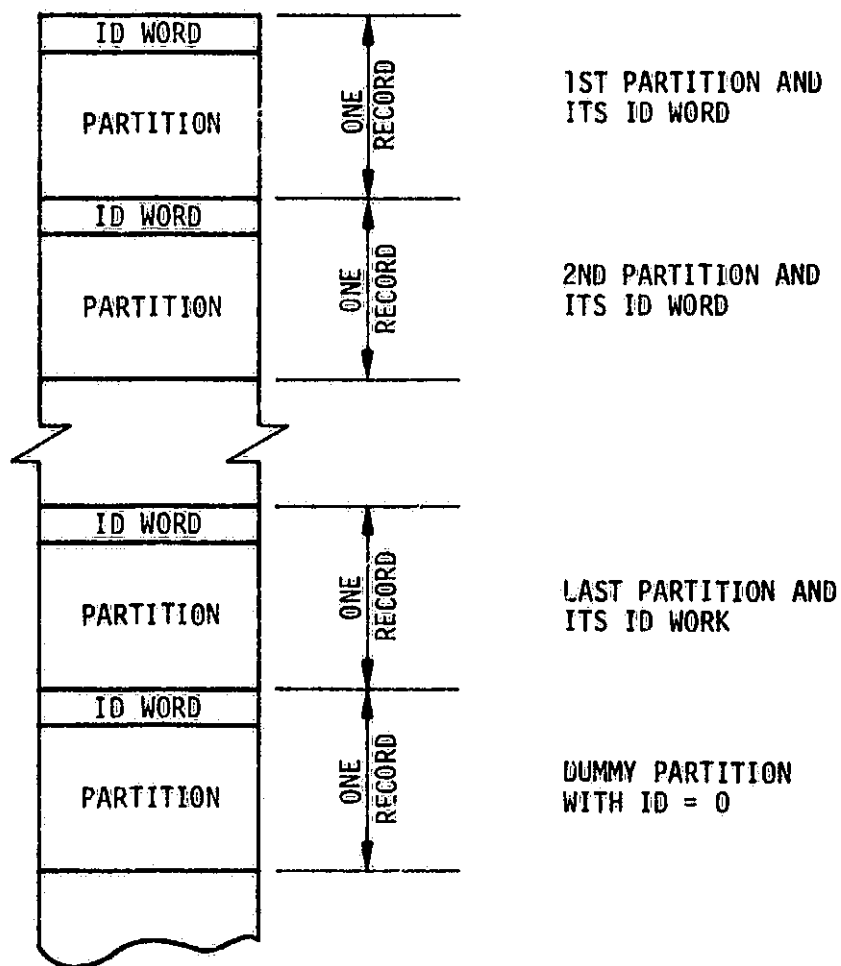 ID WORD
PARTITION
ONE
RECORD
1ST PARTITION AND
ITS ID WORD
ID WORD
PARTITION
ONE
RECORD
2ND PARTITION AND
ITS ID WORD
ID WORD
PARTITION
ONE
RECORD
LAST PARTITION AND
ITS ID WORK
ID WORD
PARTITION
ONE
RECORD
DUMMY PARTITION
WITH ID = 0